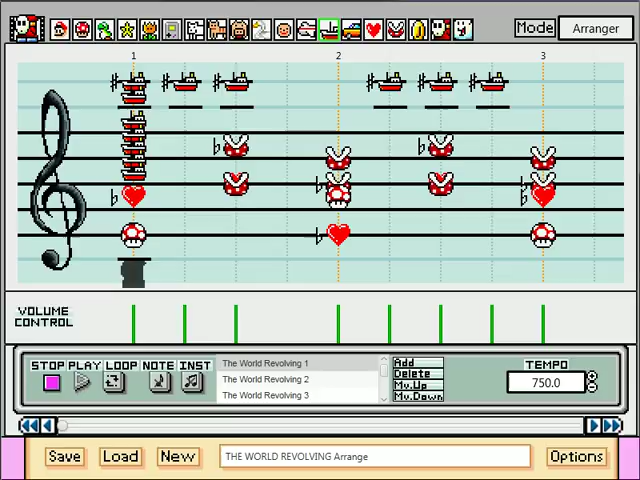 Mode Arranger
1 2 3
VOLUME
CONTROL
STOP PLAY LOOP NOTE INST
The World Revolving 1
The World Revolving 2
The World Revolving 3
Add
Delete
Mv.Up
Mv.Down
TEMPO
750.0
Save Load New THE WORLD REVOLVING Arrange Options